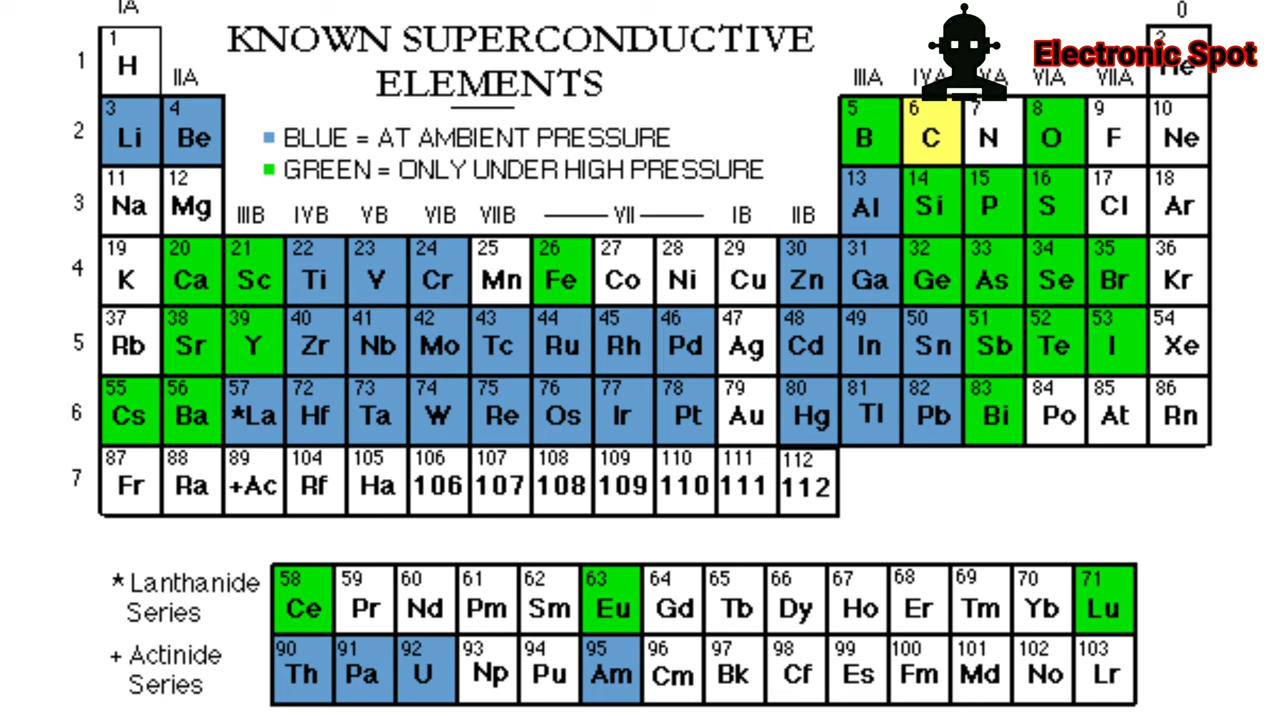 IA
0
KNOWN SUPERCONDUCTIVE
ELEMENTS
Electronic Spot
IIA
IIIA IVA VA VIA VIIA
BLUE = AT AMBIENT PRESSURE
GREEN = ONLY UNDER HIGH PRESSURE
IIIB IVB VB VIB VIIB VII IB IIB
1
1 2
H He
2
3 4 5 6 7 8 9 10
Li Be B C N O F Ne
3
11 12 13 14 15 16 17 18
Na Mg Al Si P S Cl Ar
4
19 20 21 22 23 24 25 26 27 28 29 30 31 32 33 34 35 36
K Ca Sc Ti V Cr Mn Fe Co Ni Cu Zn Ga Ge As Se Br Kr
5
37 38 39 40 41 42 43 44 45 46 47 48 49 50 51 52 53 54
Rb Sr Y Zr Nb Mo Tc Ru Rh Pd Ag Cd In Sn Sb Te I Xe
6
55 56 57 72 73 74 75 76 77 78 79 80 81 82 83 84 85 86
Cs Ba *La Hf Ta W Re Os Ir Pt Au Hg Tl Pb Bi Po At Rn
7
87 88 89 104 105 106 107 108 109 110 111 112
Fr Ra +Ac Rf Ha 106 107 108 109 110 111 112
* Lanthanide
Series
58 59 60 61 62 63 64 65 66 67 68 69 70 71
Ce Pr Nd Pm Sm Eu Gd Tb Dy Ho Er Tm Yb Lu
+ Actinide
Series
90 91 92 93 94 95 96 97 98 99 100 101 102 103
Th Pa U Np Pu Am Cm Bk Cf Es Fm Md No Lr